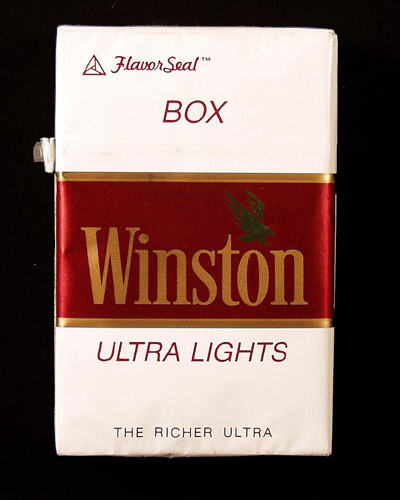 FlavorSeal™
BOX
Winston
ULTRA LIGHTS
THE RICHER ULTRA